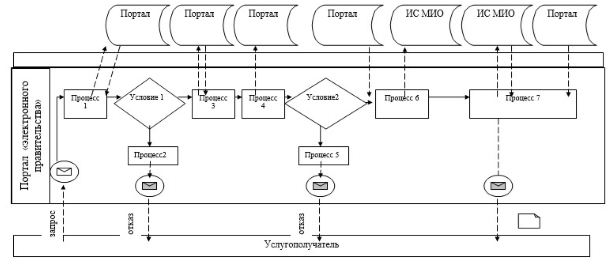 Портал
Портал
Портал
Портал
ИС МИО
ИС МИО
Портал
Портал «электронного
правительства»
Процесс
1
Условие 1
Процесс
3
Процесс
4
Условие2
Процесс 6
Процесс 7
Процесс2
Процесс 5
запрос
отказ
отказ
Услугополучатель